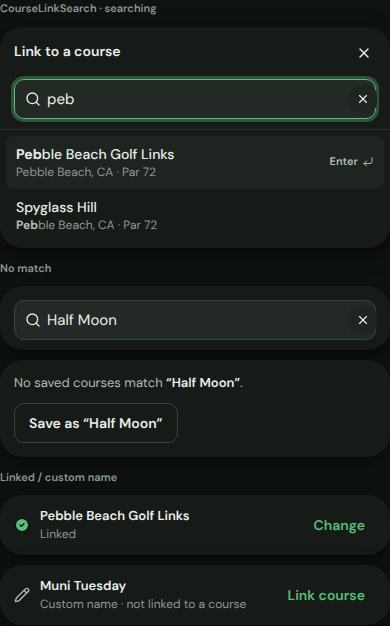 CourseLinkSearch · searching
Link to a course
peb
Pebble Beach Golf Links
Enter
Pebble Beach, CA · Par 72
Spyglass Hill
Pebble Beach, CA · Par 72
No match
Half Moon
No saved courses match “Half Moon”.
Save as “Half Moon”
Linked / custom name
Pebble Beach Golf Links
Linked
Change
Muni Tuesday
Custom name · not linked to a course
Link course